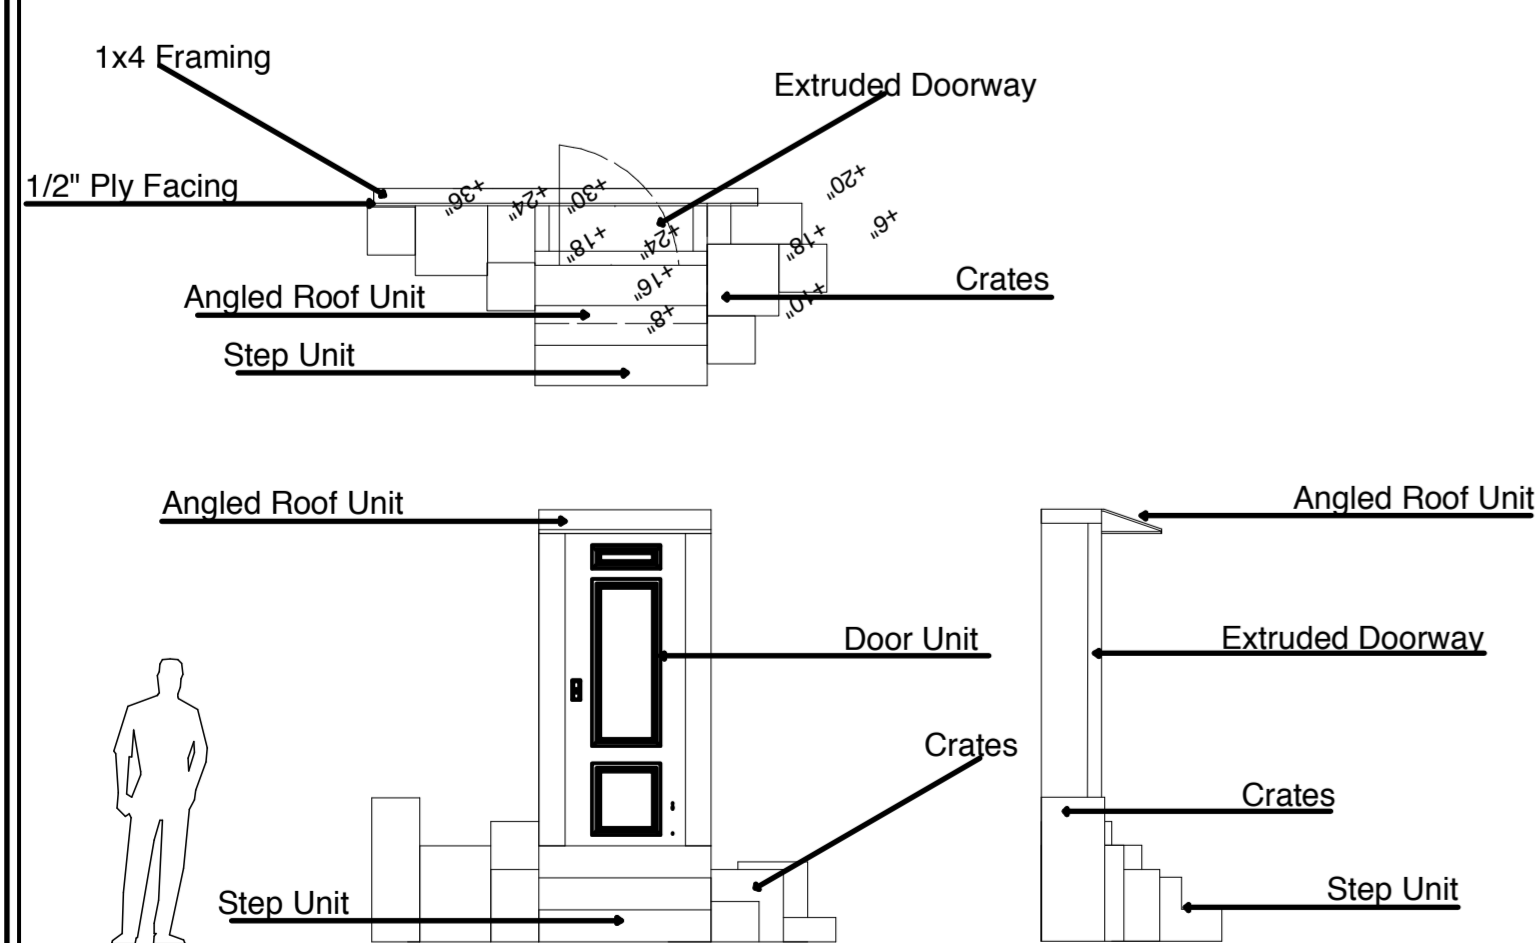 1x4 Framing
Extruded Doorway
1/2" Ply Facing
+36"
+24"
+30"
+20"
+6"
+18"
+24"
+18"
+16"
+10"
+8"
Crates
Angled Roof Unit
Step Unit
Angled Roof Unit
Angled Roof Unit
Door Unit
Extruded Doorway
Crates
Crates
Step Unit
Step Unit